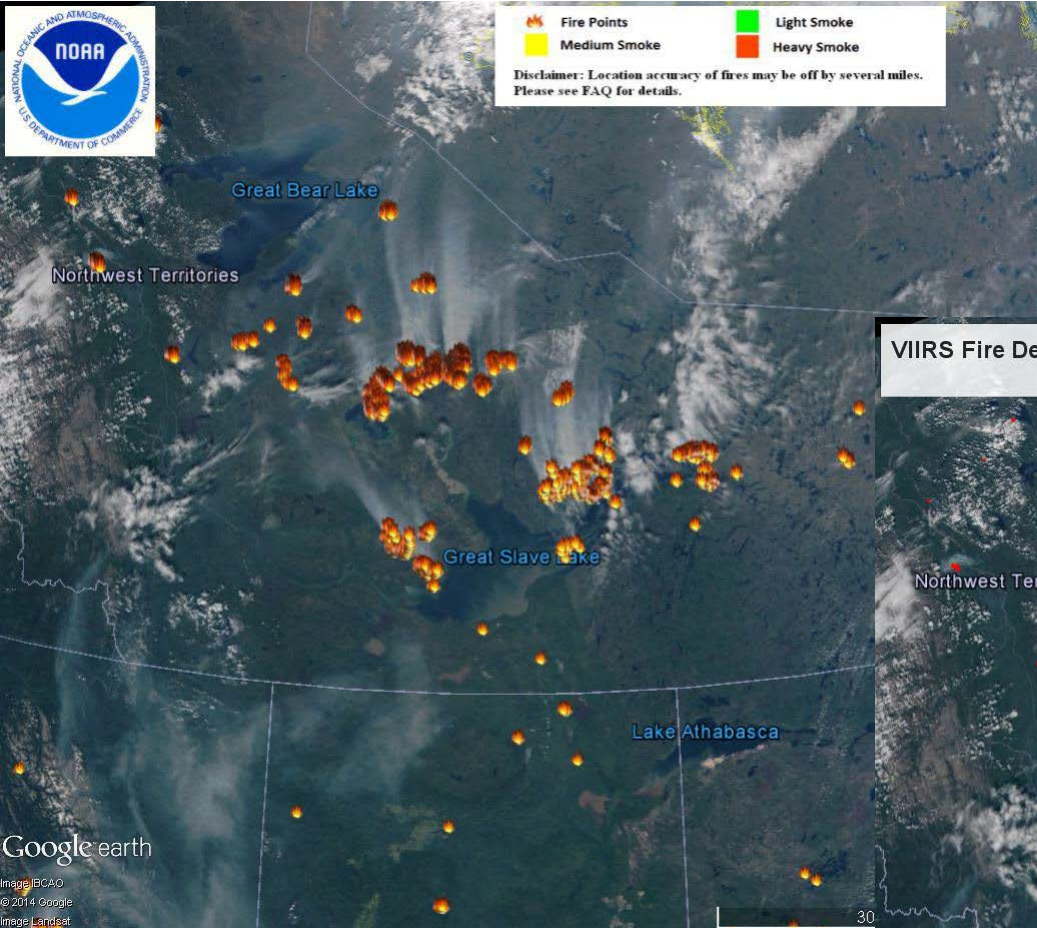 NATIONAL OCEANIC AND ATMOSPHERIC ADMINISTRATION
NOAA
U.S. DEPARTMENT OF COMMERCE
Fire Points
Light Smoke
Medium Smoke
Heavy Smoke
Disclaimer: Location accuracy of fires may be off by several miles.
Please see FAQ for details.
Great Bear Lake
Northwest Territories
VIIRS Fire De
Great Slave Lake
Northwest Ter
Lake Athabasca
Google earth
Image IBCAO
© 2014 Google
Image Landsat
30